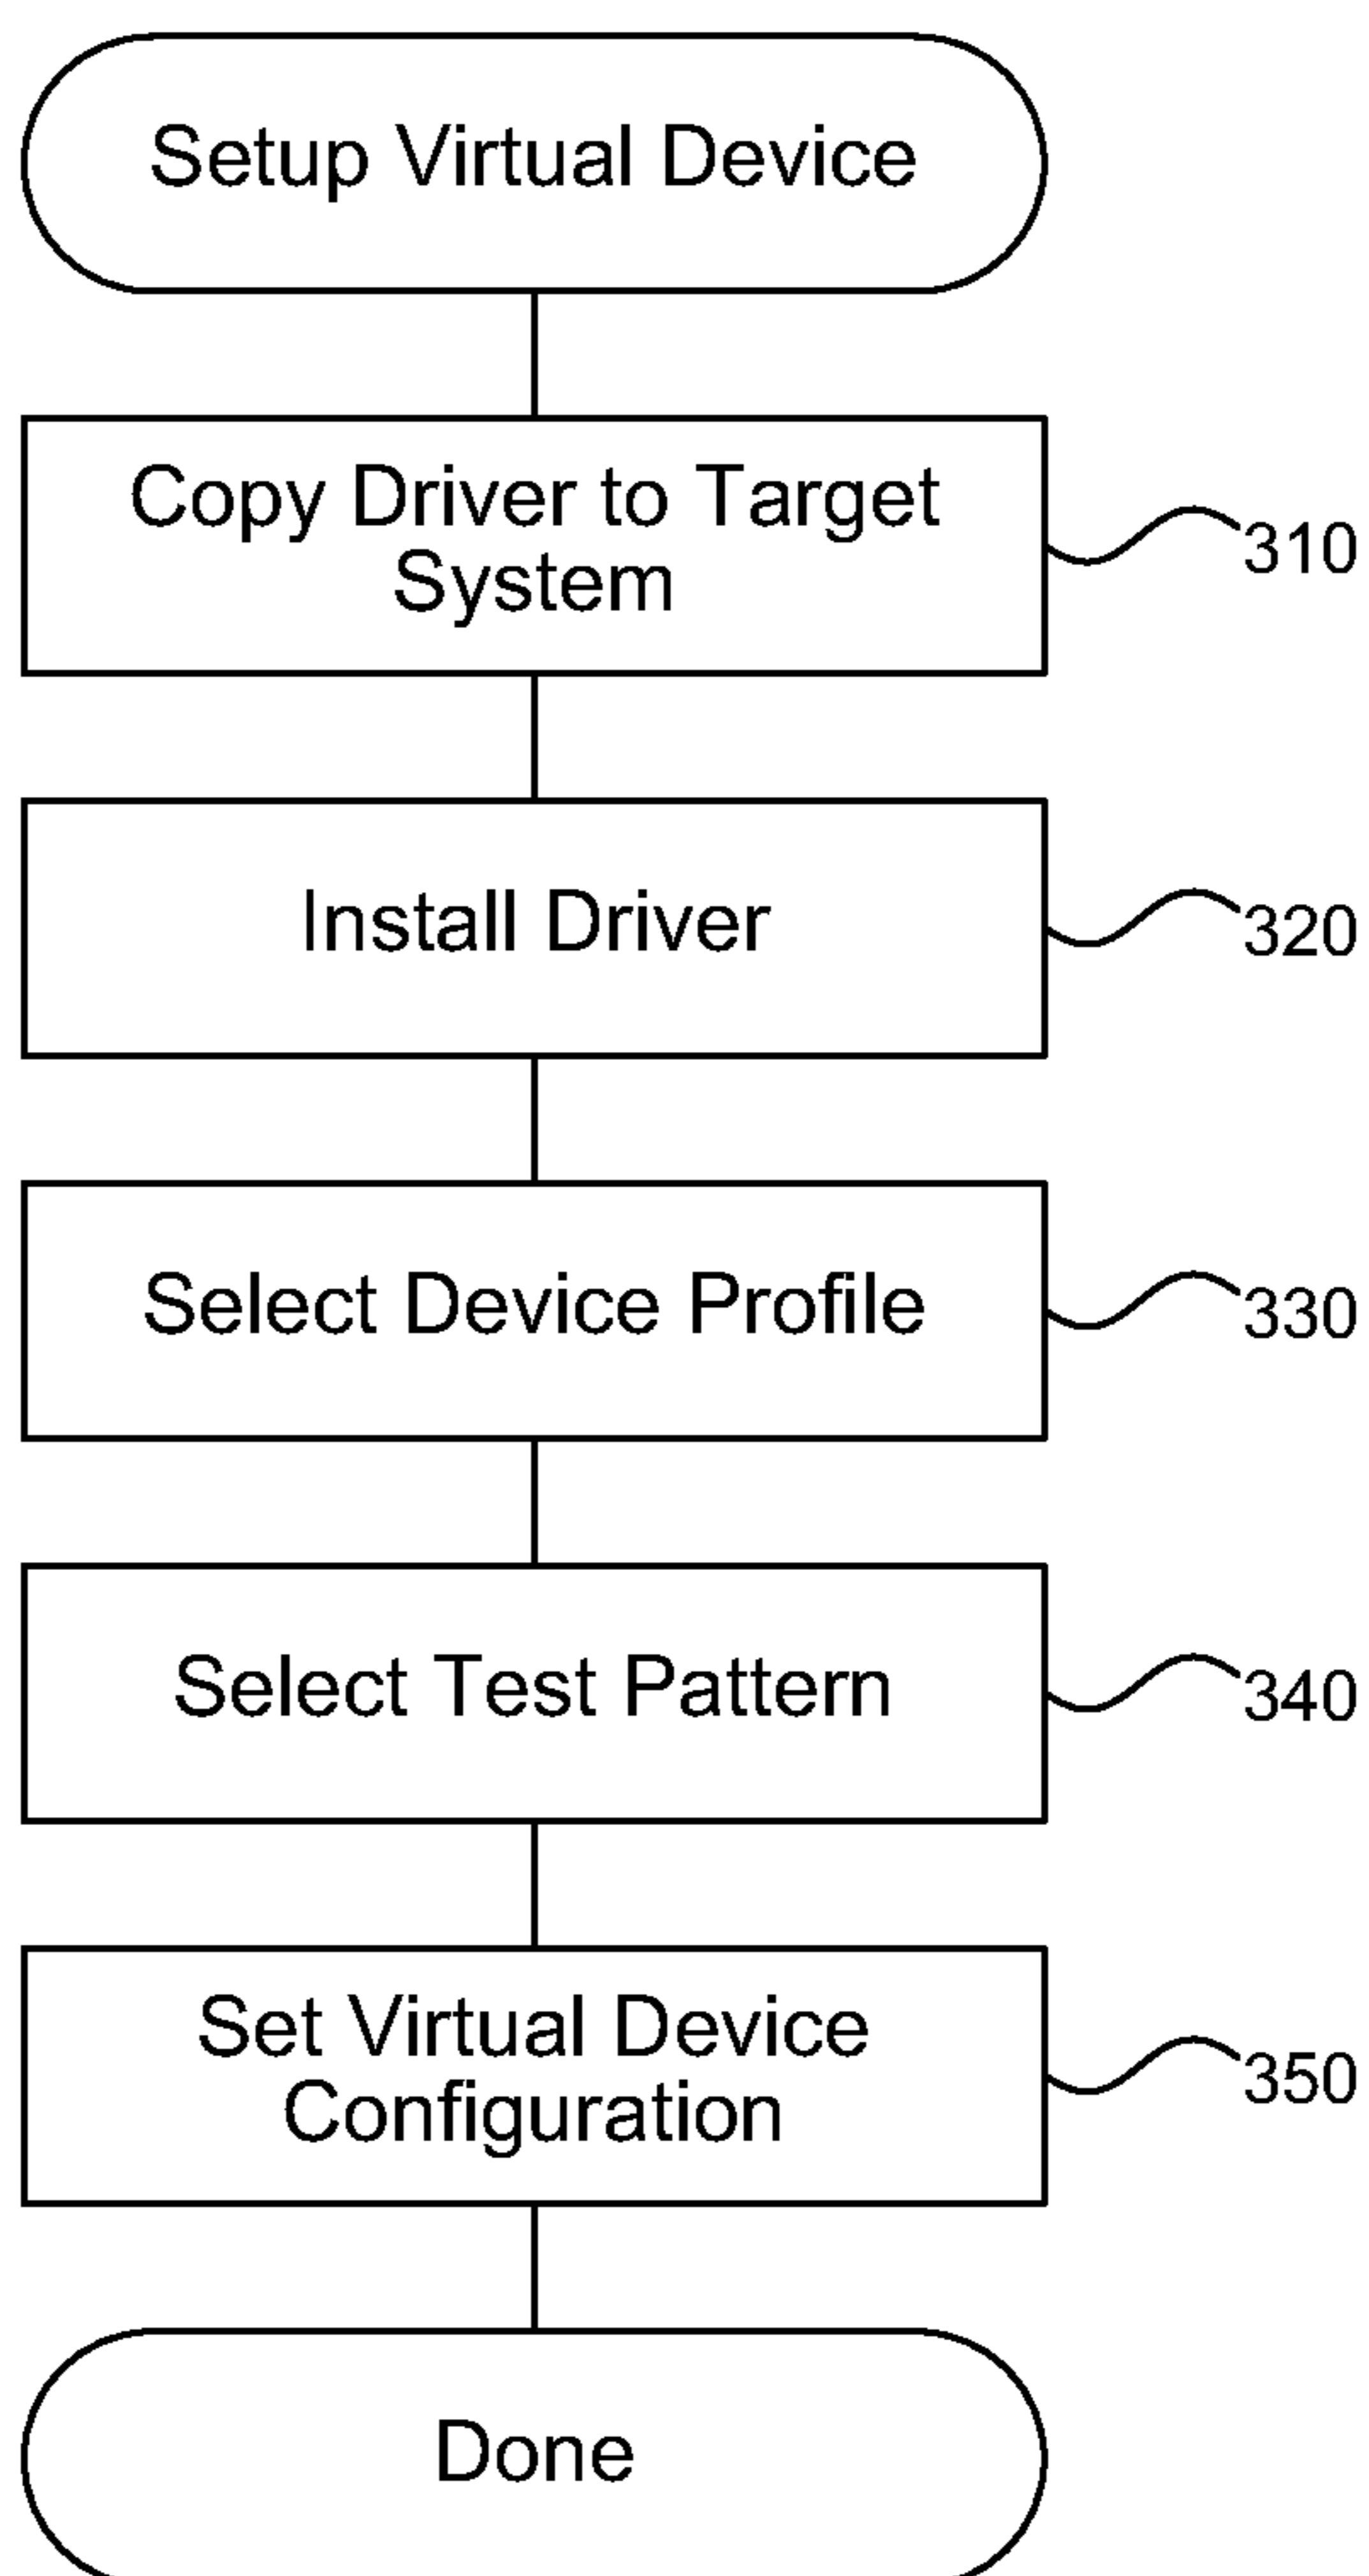 Setup Virtual Device
Copy Driver to Target
System
310
Install Driver
320
Select Device Profile
330
Select Test Pattern
340
Set Virtual Device
Configuration
350
Done